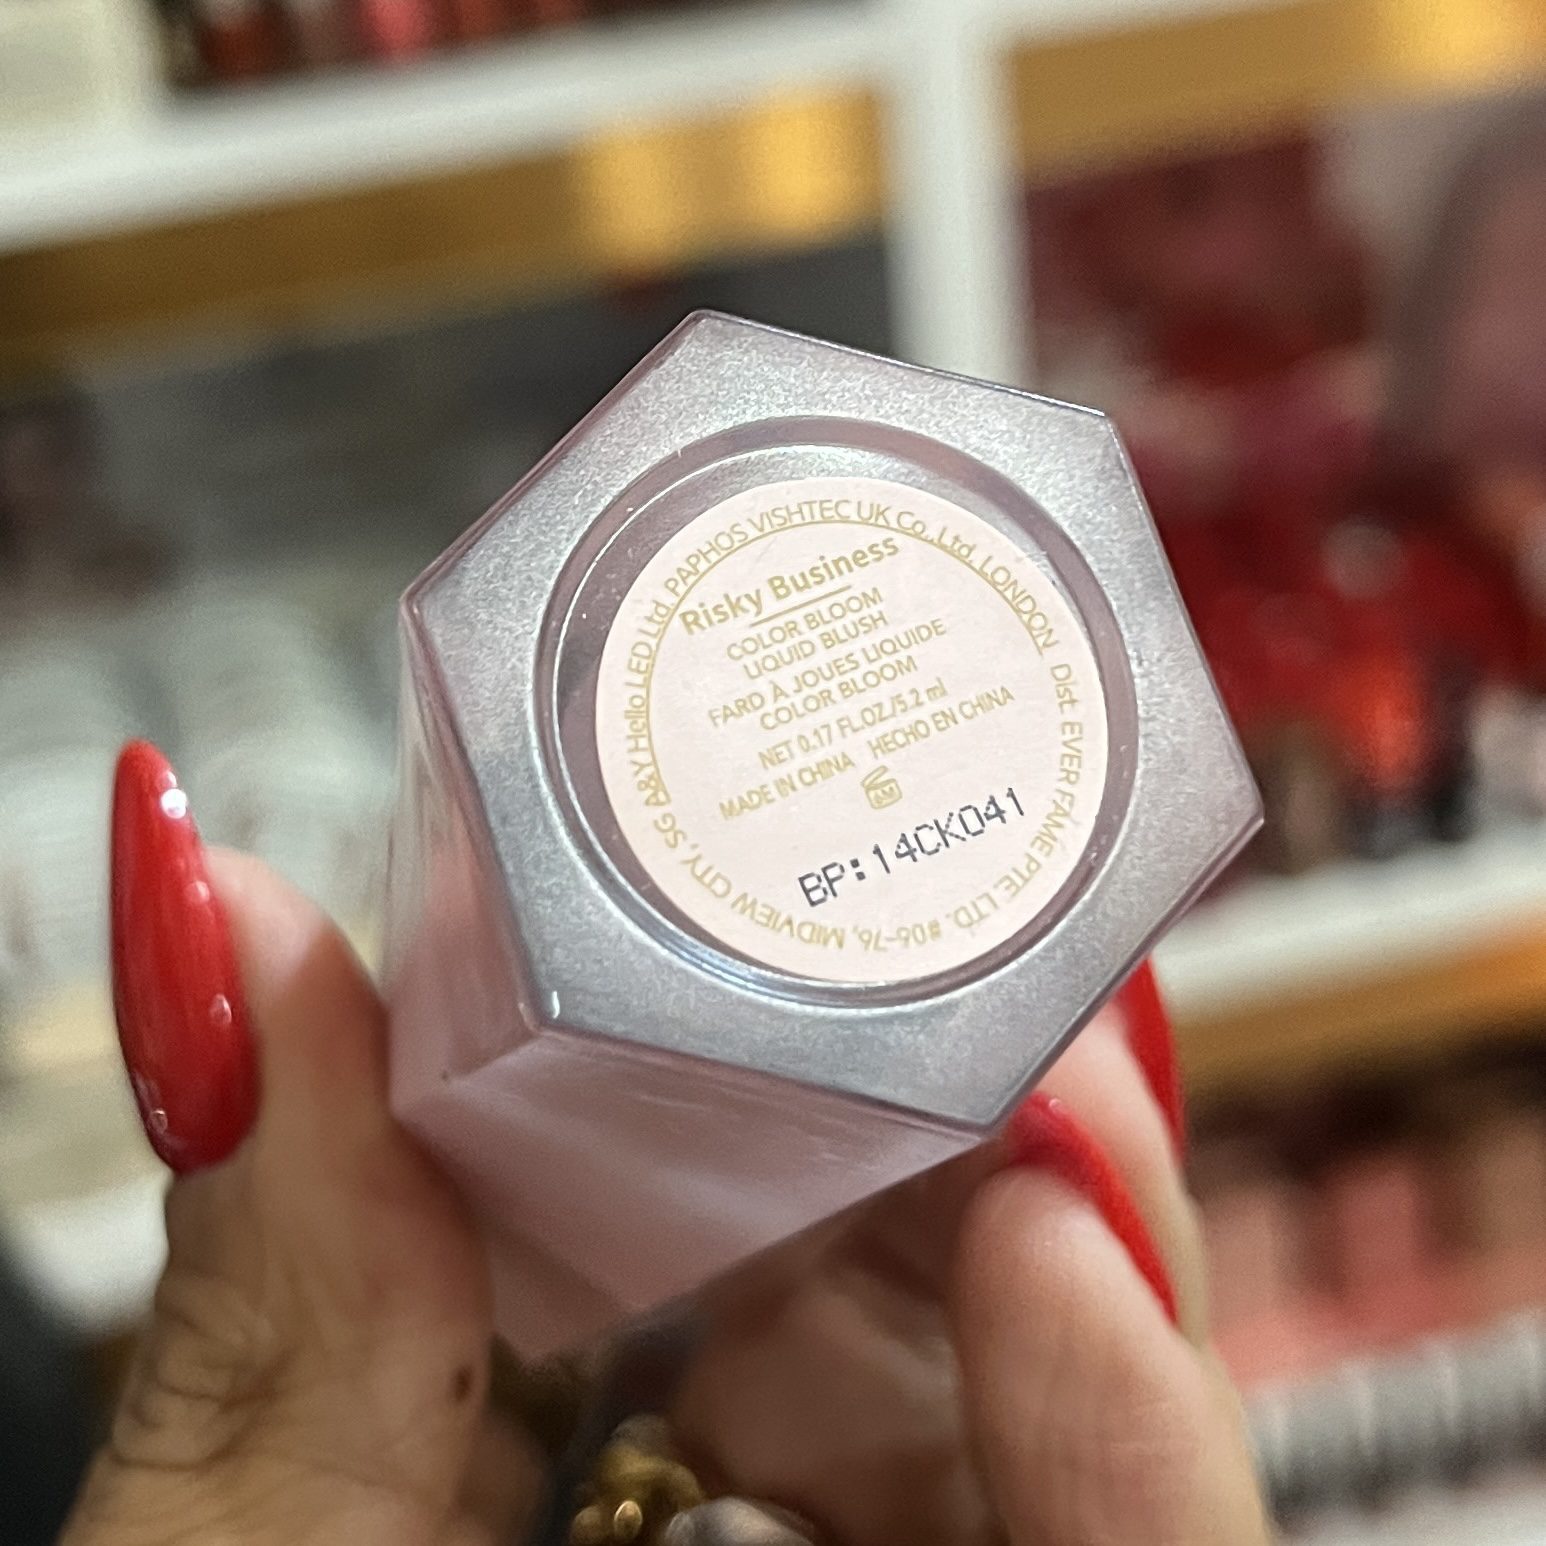 A&Y Hello LED Ltd. PAPHOS VISHTEC UK Co., Ltd. LONDON Dist. EVER FAME PTE. LTD. #06-76, MIDVIEW CITY, SG
Risky Business
COLOR BLOOM
LIQUID BLUSH
FARD À JOUES LIQUIDE
COLOR BLOOM
NET 0.17 FL.OZ/5.2 ml
MADE IN CHINA HECHO EN CHINA
6M
BP:14CK041